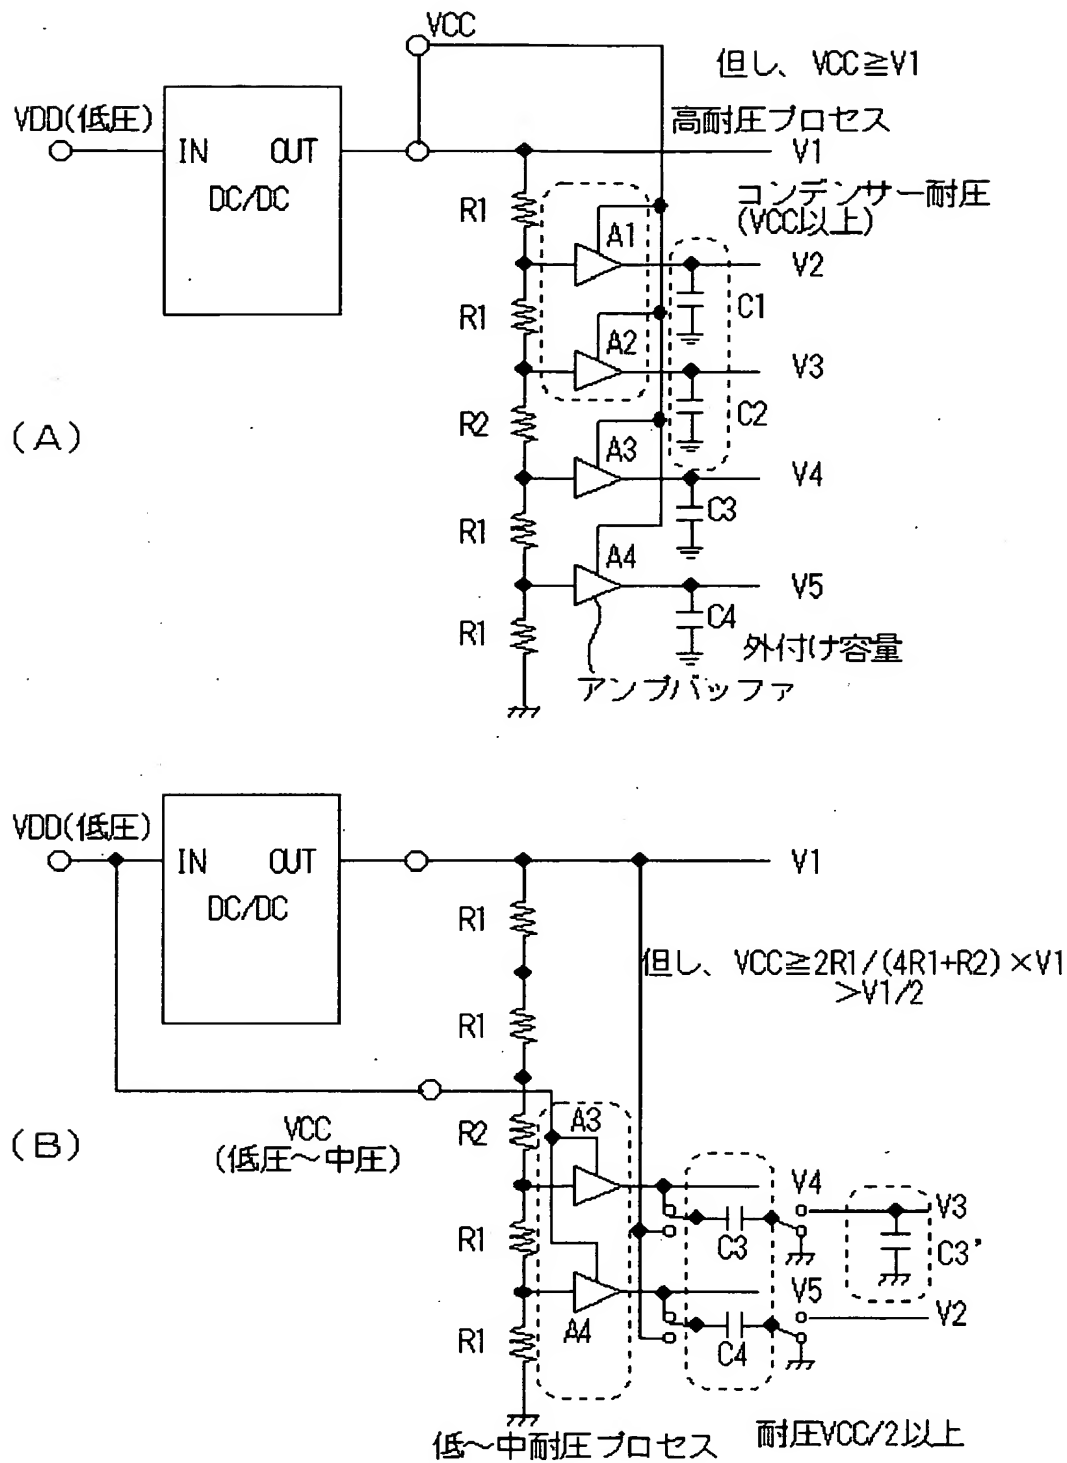 VCC
但し、VCC≧V1
VDD(低圧)
高耐圧プロセス
IN OUT
V1
DC/DC
コンデンサー耐圧
(VCC以上)
R1
A1
V2
C1
R1
A2
V3
C2
R2
(A)
A3
V4
C3
R1
A4
V5
C4
R1
外付け容量
アンプバッファ
VDD(低圧)
IN OUT
V1
DC/DC
R1
但し、VCC≧2R1/(4R1+R2)×V1
>V1/2
R1
VCC
(低圧～中圧)
(B)
R2
A3
V4
V3
C3
C3'
R1
V5
V2
A4
C4
R1
低～中耐圧プロセス
耐圧VCC/2以上